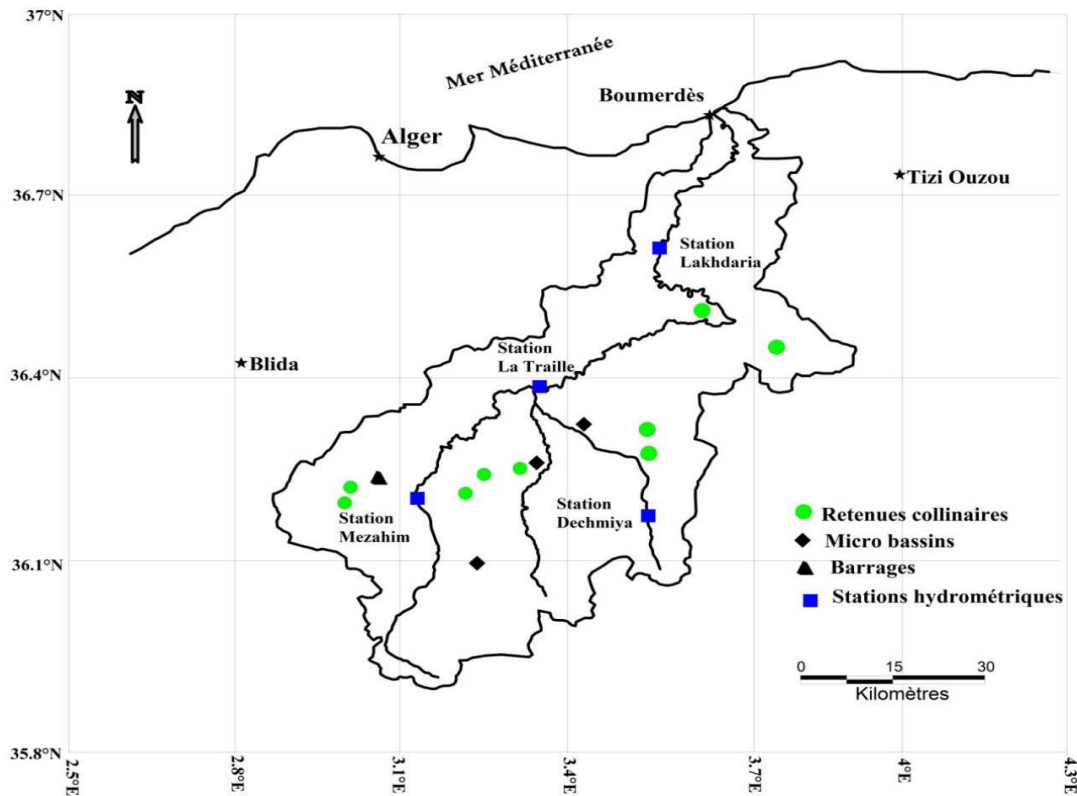 37°N
Mer Méditerranée
Boumerdès
N
Alger
Tizi Ouzou
36.7°N
Station
Lakhdaria
Station
La Traille
Blida
36.4°N
Station
Mezahim
Station
Dechmiya
Retenues collinaires
Micro bassins
Barrages
Stations hydrométriques
36.1°N
0 15 30
Kilomètres
35.8°N
2.5°E
2.8°E
3.1°E
3.4°E
3.7°E
4°E
4.3°E